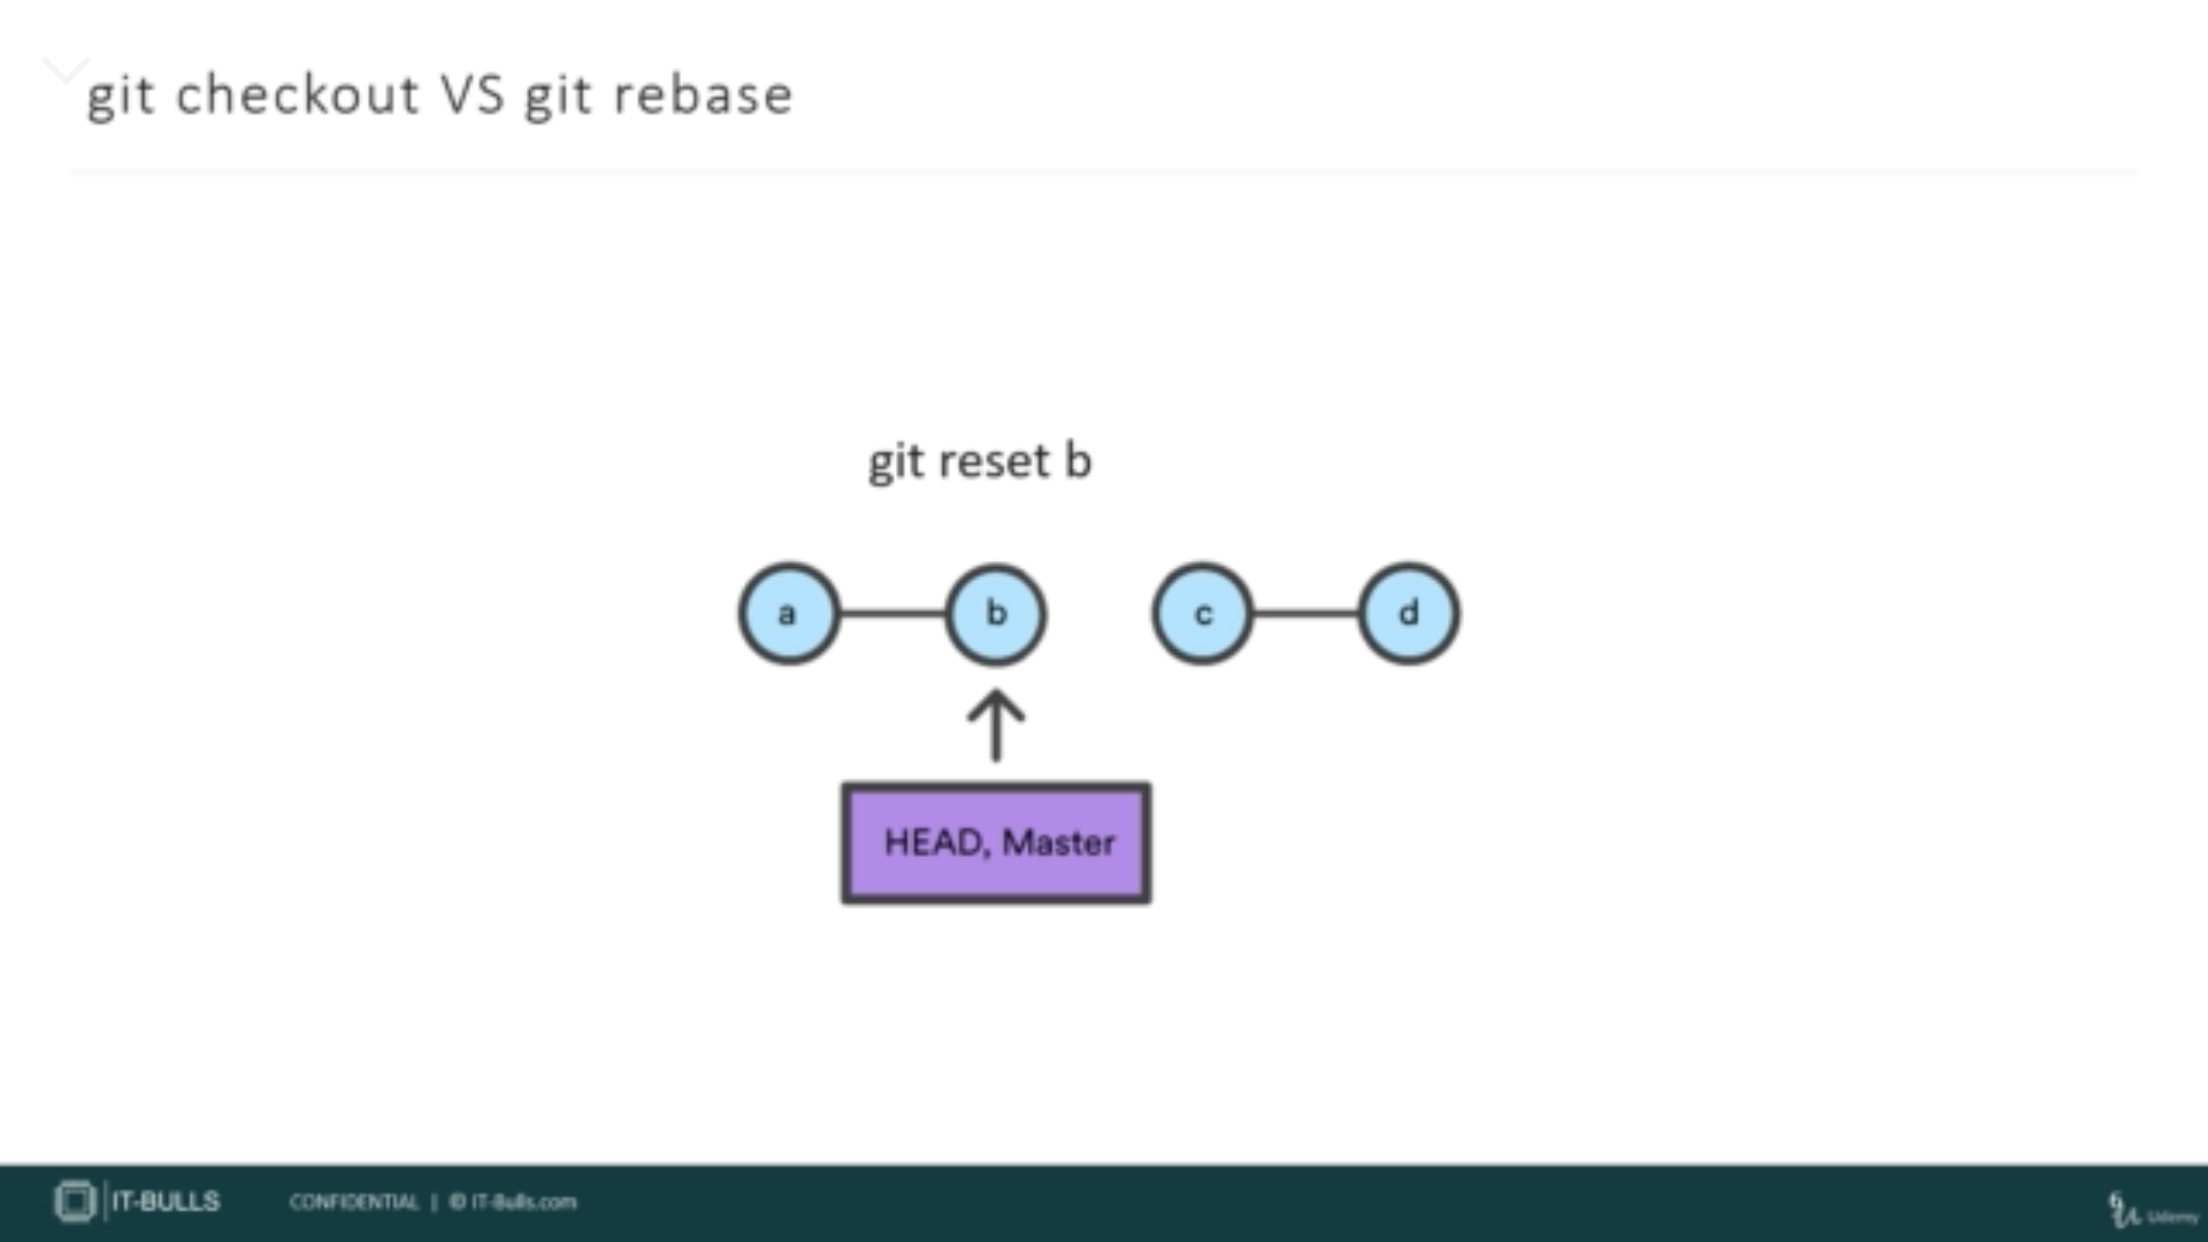 git checkout VS git rebase
git reset b
a b c d
HEAD, Master
IT-BULLS CONFIDENTIAL | © IT-Bulls.com
Udemy